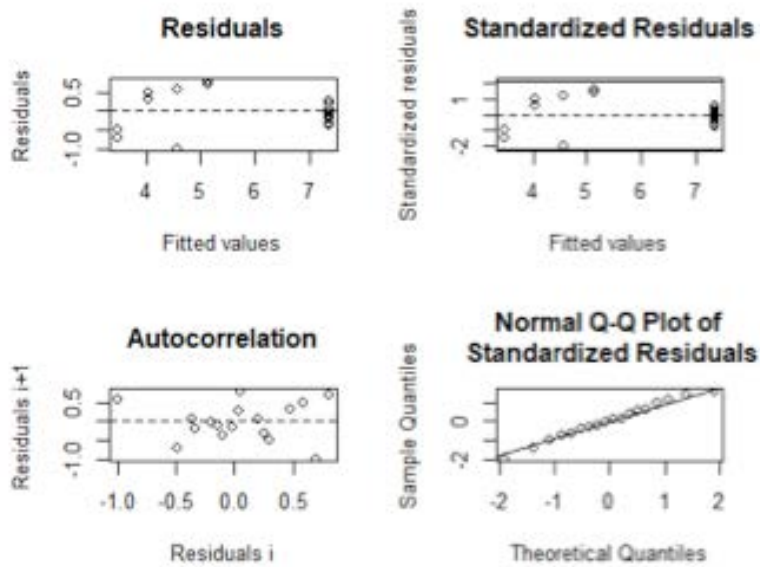 Residuals
Standardized Residuals
Residuals
0.5
-1.0
4 5 6 7
Fitted values
Standardized residuals
1
-2
4 5 6 7
Fitted values
Autocorrelation
Normal Q-Q Plot of
Standardized Residuals
Residuals i+1
0.5
-1.0
-1.0 -0.5 0.0 0.5
Residuals i
Sample Quantiles
0
-2
-2 -1 0 1 2
Theoretical Quantiles